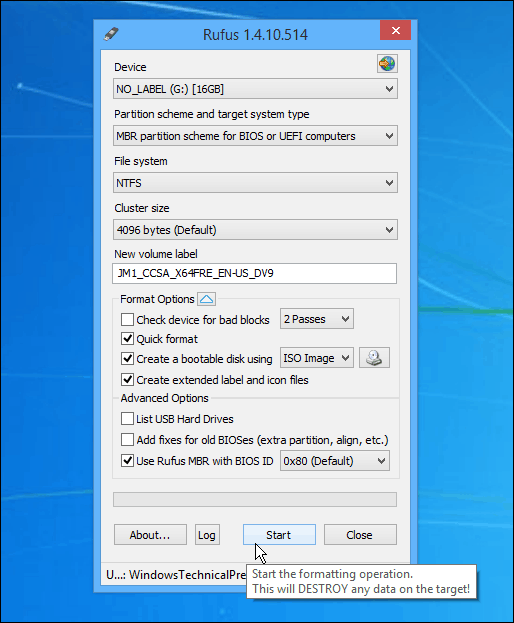 Rufus 1.4.10.514
Device
NO_LABEL (G:) [16GB]
Partition scheme and target system type
MBR partition scheme for BIOS or UEFI computers
File system
NTFS
Cluster size
4096 bytes (Default)
New volume label
JM1_CCSA_X64FRE_EN-US_DV9
Format Options
Check device for bad blocks 2 Passes
Quick format
Create a bootable disk using ISO Image
Create extended label and icon files
Advanced Options
List USB Hard Drives
Add fixes for old BIOSes (extra partition, align, etc.)
Use Rufus MBR with BIOS ID 0x80 (Default)
About... Log Start Close
U...: WindowsTechnicalPre
Start the formatting operation.
This will DESTROY any data on the target!